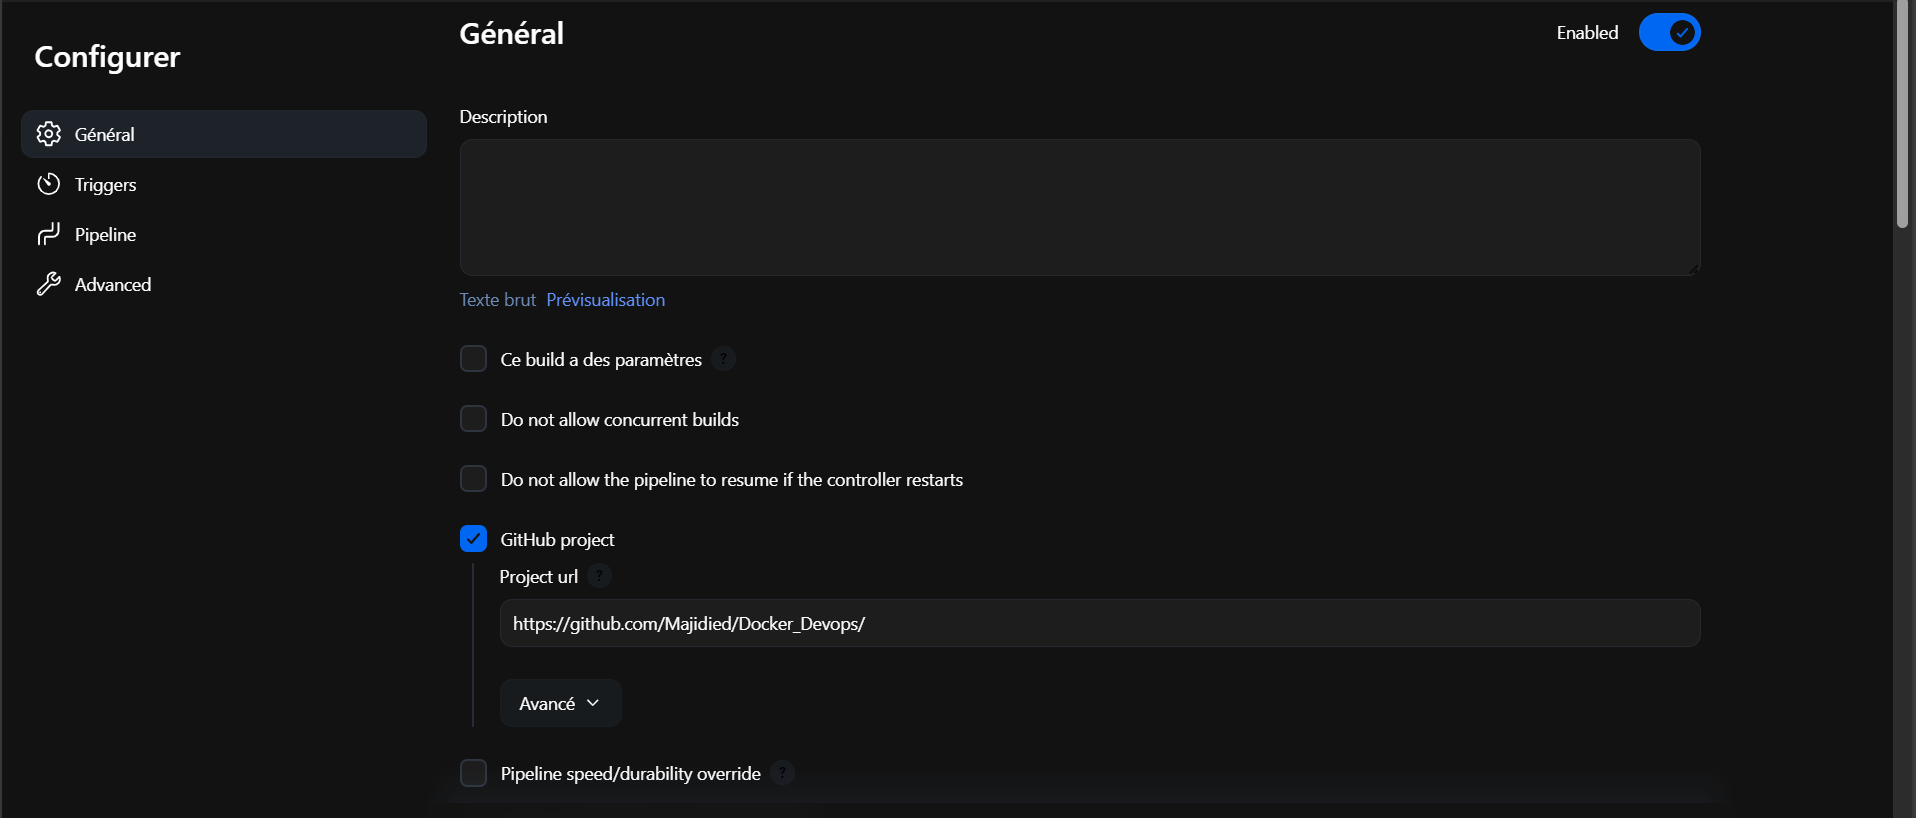 Configurer
Général
Triggers
Pipeline
Advanced
Général
Enabled
Description
Texte brut Prévisualisation
Ce build a des paramètres ?
Do not allow concurrent builds
Do not allow the pipeline to resume if the controller restarts
GitHub project
Project url ?
https://github.com/Majidied/Docker_Devops/
Avancé
Pipeline speed/durability override ?